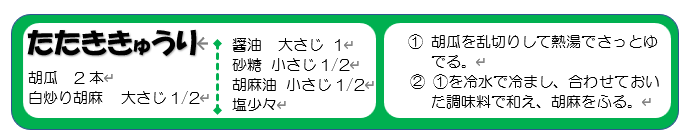 たたききゅうり
胡瓜　２本
白炒り胡麻　大さじ1/2
醤油　大さじ　1
砂糖　小さじ1/2
胡麻油　小さじ1/2
塩少々
①　胡瓜を乱切りして熱湯でさっとゆ
でる。
②　①を冷水で冷まし、合わせておい
た調味料で和え、胡麻をふる。